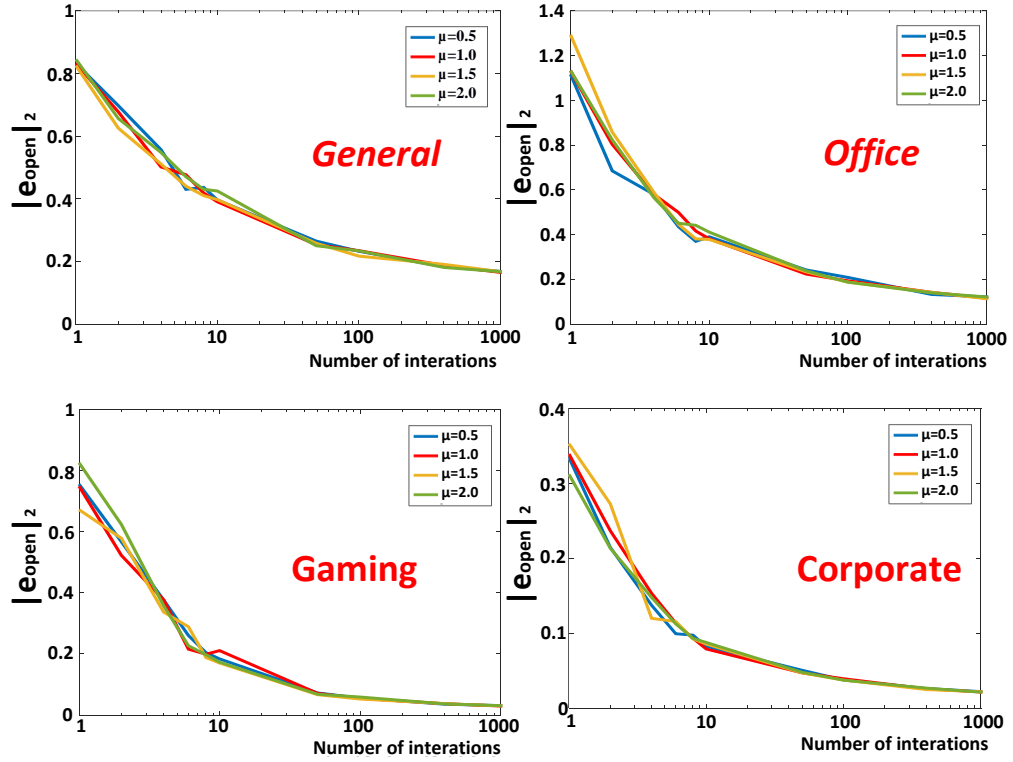 1
0.8
0.6
0.4
0.2
0
|e open|2
μ=0.5
μ=1.0
μ=1.5
μ=2.0
General
1 10 100 1000
Number of interations
1.4
1.2
1
0.8
0.6
0.4
0.2
0
|e open|2
μ=0.5
μ=1.0
μ=1.5
μ=2.0
Office
1 10 100 1000
Number of interations
1
0.8
0.6
0.4
0.2
0
|e open|2
μ=0.5
μ=1.0
μ=1.5
μ=2.0
Gaming
1 10 100 1000
Number of interations
0.4
0.3
0.2
0.1
0
|e open|2
μ=0.5
μ=1.0
μ=1.5
μ=2.0
Corporate
1 10 100 1000
Number of interations